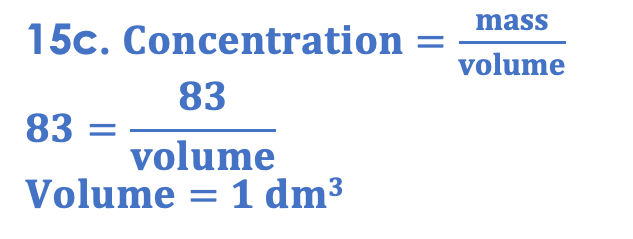 15c. Concentration = mass/volume
83 = 83/volume
Volume = 1 dm³